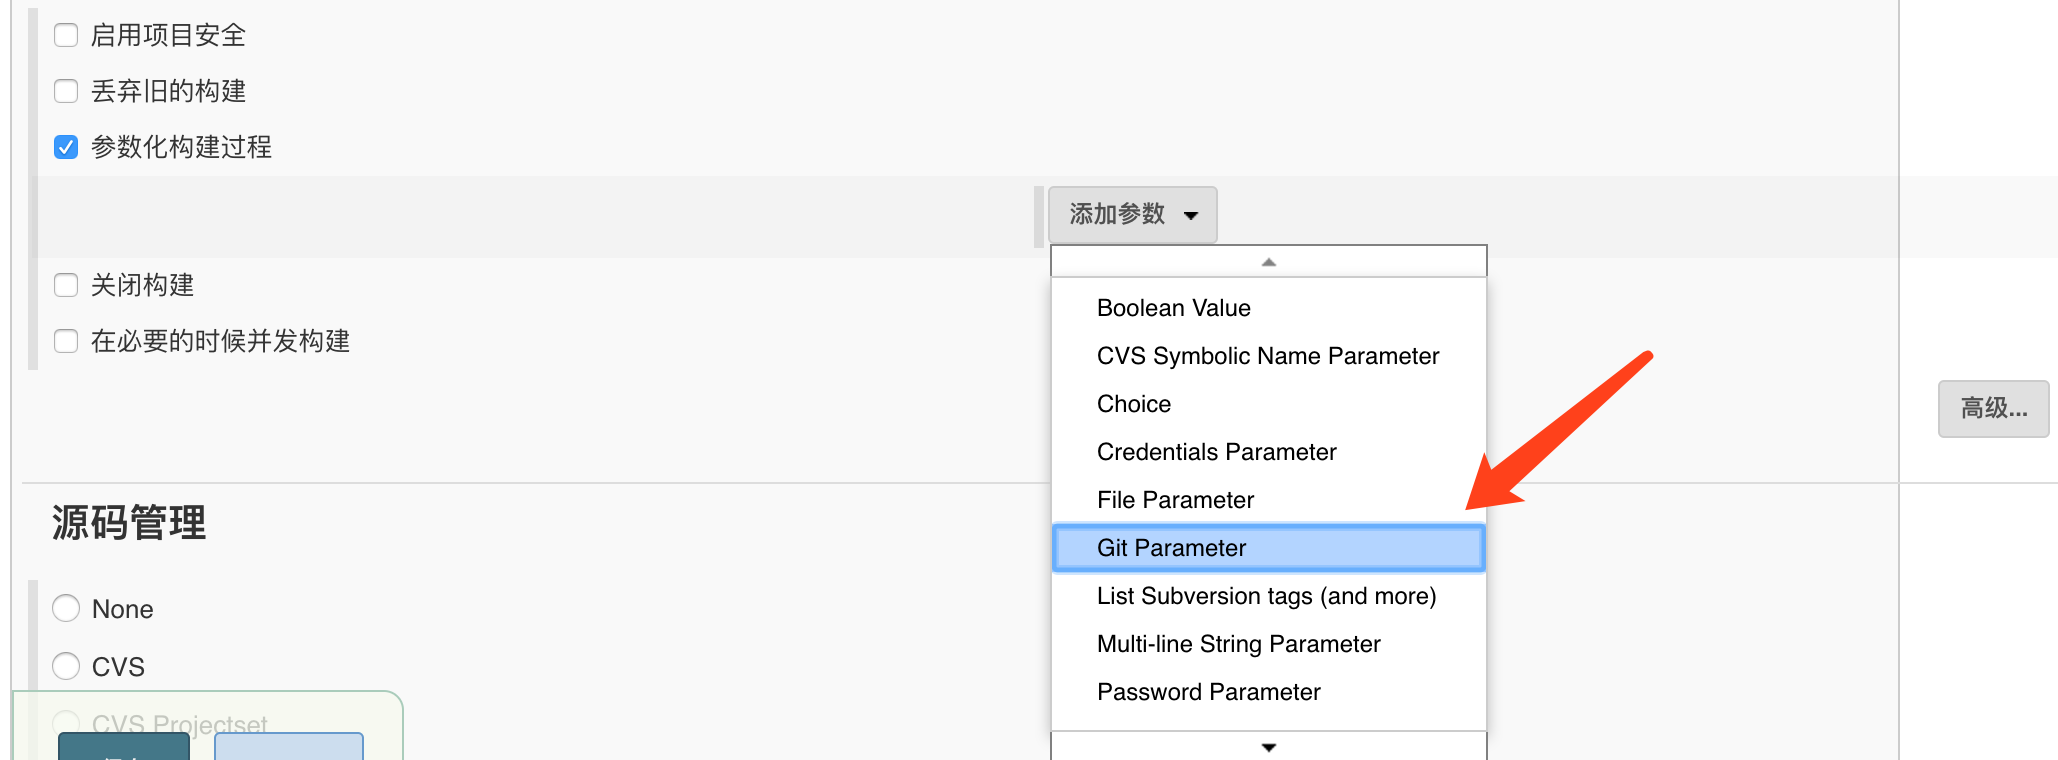 启用项目安全
丢弃旧的构建
参数化构建过程
添加参数
Boolean Value
CVS Symbolic Name Parameter
Choice
Credentials Parameter
File Parameter
Git Parameter
List Subversion tags (and more)
Multi-line String Parameter
Password Parameter
关闭构建
在必要的时候并发构建
高级...
源码管理
None
CVS
CVS Projectset